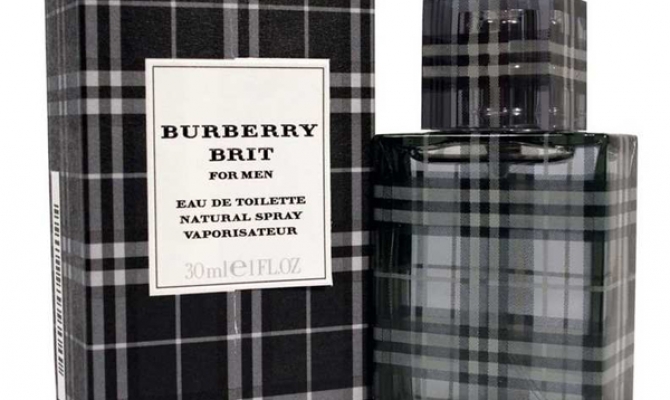 BURBERRY
BRIT
FOR MEN
EAU DE TOILETTE
NATURAL SPRAY
VAPORISATEUR
30ml℮1FL.OZ